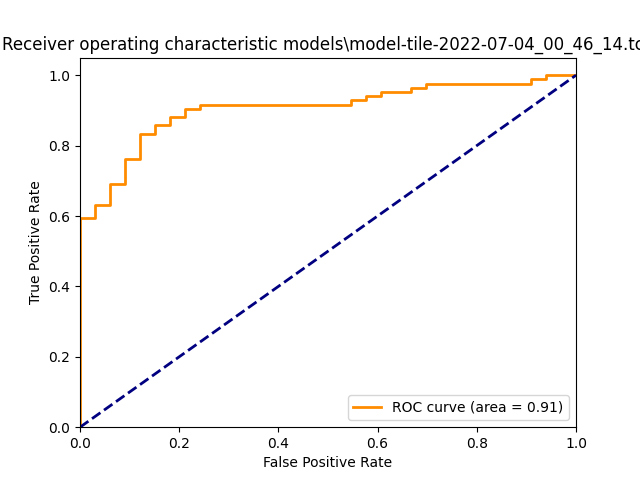 Receiver operating characteristic models\model-tile-2022-07-04_00_46_14.tc
1.0
0.8
0.6
0.4
0.2
0.0
True Positive Rate
ROC curve (area = 0.91)
0.0 0.2 0.4 0.6 0.8 1.0
False Positive Rate